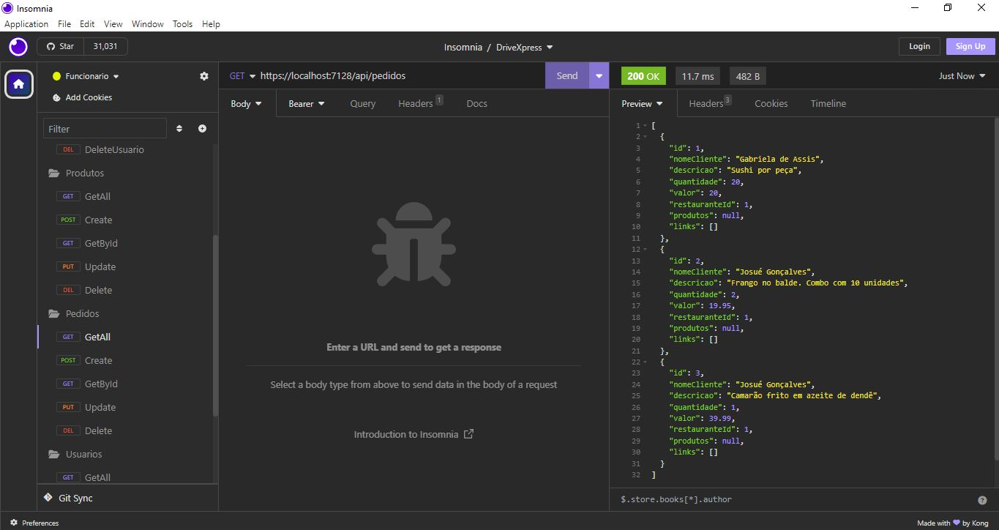 Insomnia
Application File Edit View Window Tools Help
Star 31,031
Insomnia / DriveXpress
Login Sign Up
Funcionario
Add Cookies
Filter
DEL DeleteUsuario
Produtos
GET GetAll
POST Create
GET GetById
PUT Update
DEL Delete
Pedidos
GET GetAll
POST Create
GET GetById
PUT Update
DEL Delete
Usuarios
GET GetAll
Git Sync
Preferences
GET https://localhost:7128/api/pedidos
Send
Body Bearer Query Headers 1 Docs
Enter a URL and send to get a response
Select a body type from above to send data in the body of a request
Introduction to Insomnia
200 OK 11.7 ms 482 B Just Now
Preview Headers 3 Cookies Timeline
1 [
2 {
3 "id": 1,
4 "nomeCliente": "Gabriela de Assis",
5 "descricao": "Sushi por peça",
6 "quantidade": 20,
7 "valor": 20,
8 "restauranteId": 1,
9 "produtos": null,
10 "links": []
11 },
12 {
13 "id": 2,
14 "nomeCliente": "Josué Gonçalves",
15 "descricao": "Frango no balde. Combo com 10 unidades",
16 "quantidade": 2,
17 "valor": 19.95,
18 "restauranteId": 1,
19 "produtos": null,
20 "links": []
21 },
22 {
23 "id": 3,
24 "nomeCliente": "Josué Gonçalves",
25 "descricao": "Camarão frito em azeite de dendê",
26 "quantidade": 1,
27 "valor": 39.99,
28 "restauranteId": 1,
29 "produtos": null,
30 "links": []
31 }
32 ]
$.store.books[*].author
Made with by Kong